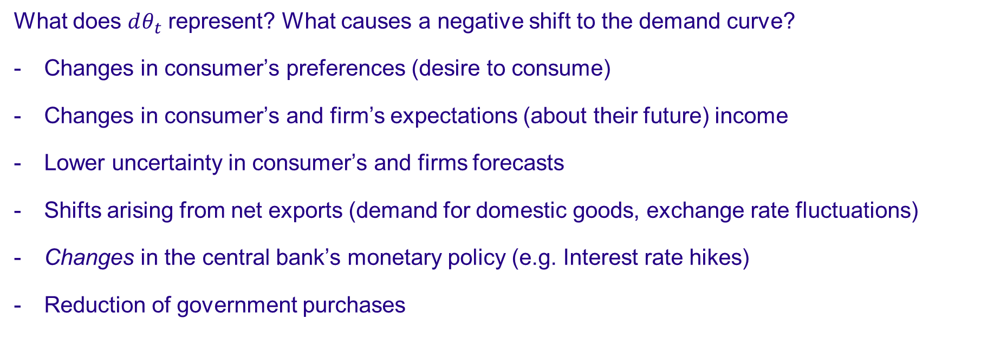 What does dθt represent? What causes a negative shift to the demand curve?
- Changes in consumer’s preferences (desire to consume)
- Changes in consumer’s and firm’s expectations (about their future) income
- Lower uncertainty in consumer’s and firms forecasts
- Shifts arising from net exports (demand for domestic goods, exchange rate fluctuations)
- Changes in the central bank’s monetary policy (e.g. Interest rate hikes)
- Reduction of government purchases